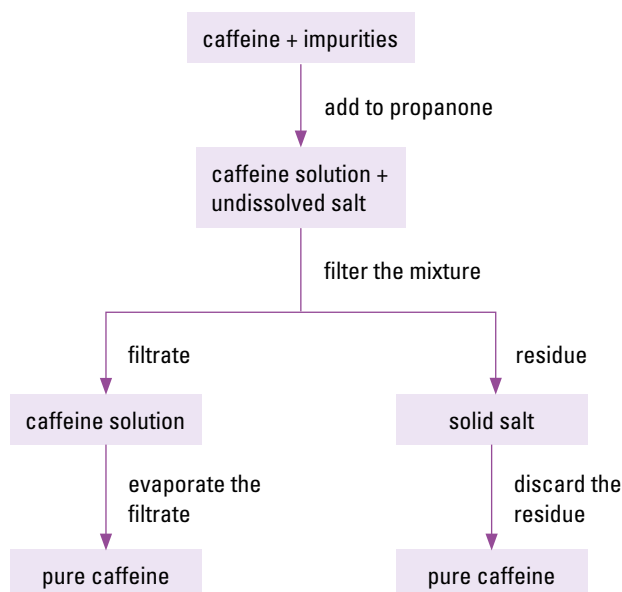 caffeine + impurities
add to propanone
caffeine solution +
undissolved salt
filter the mixture
filtrate
residue
caffeine solution
solid salt
evaporate the
filtrate
discard the
residue
pure caffeine
pure caffeine